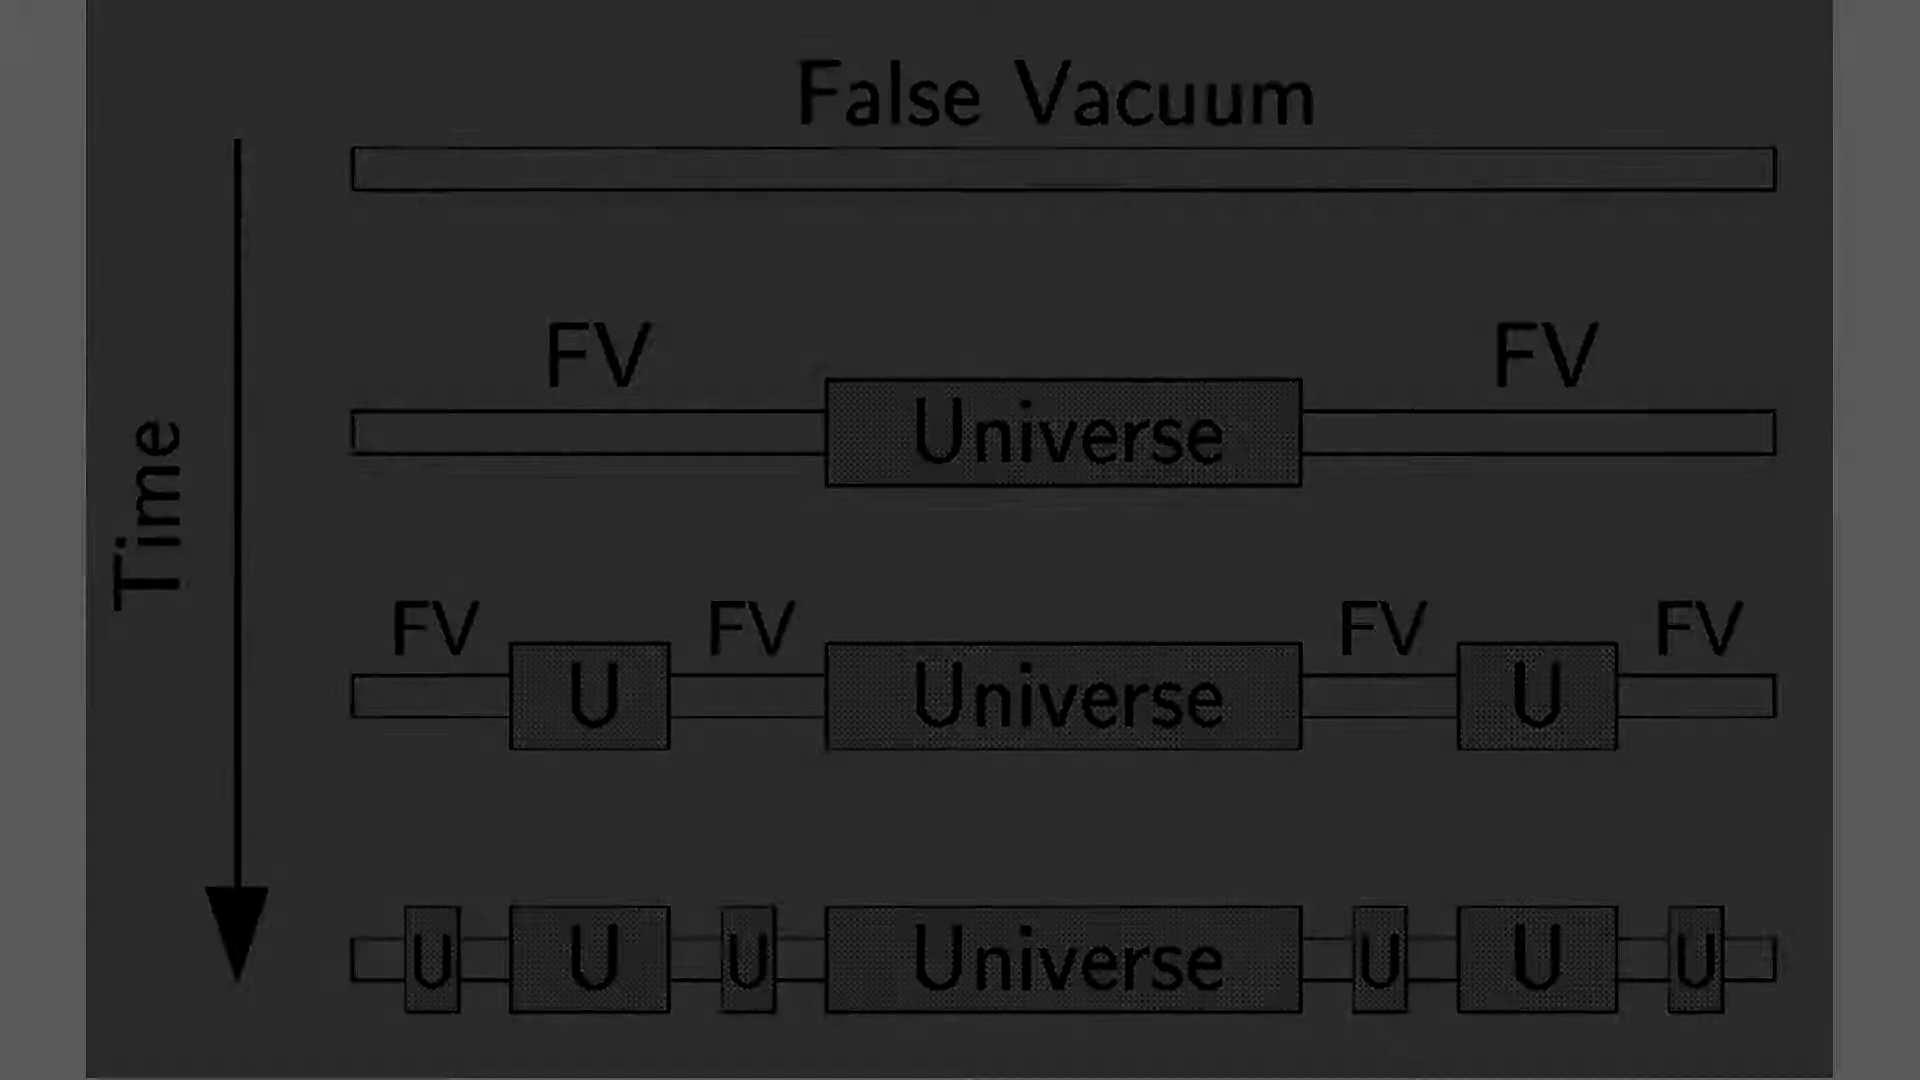 False Vacuum
Time
FV FV
Universe
FV FV FV FV
U Universe U
U U U Universe U U U